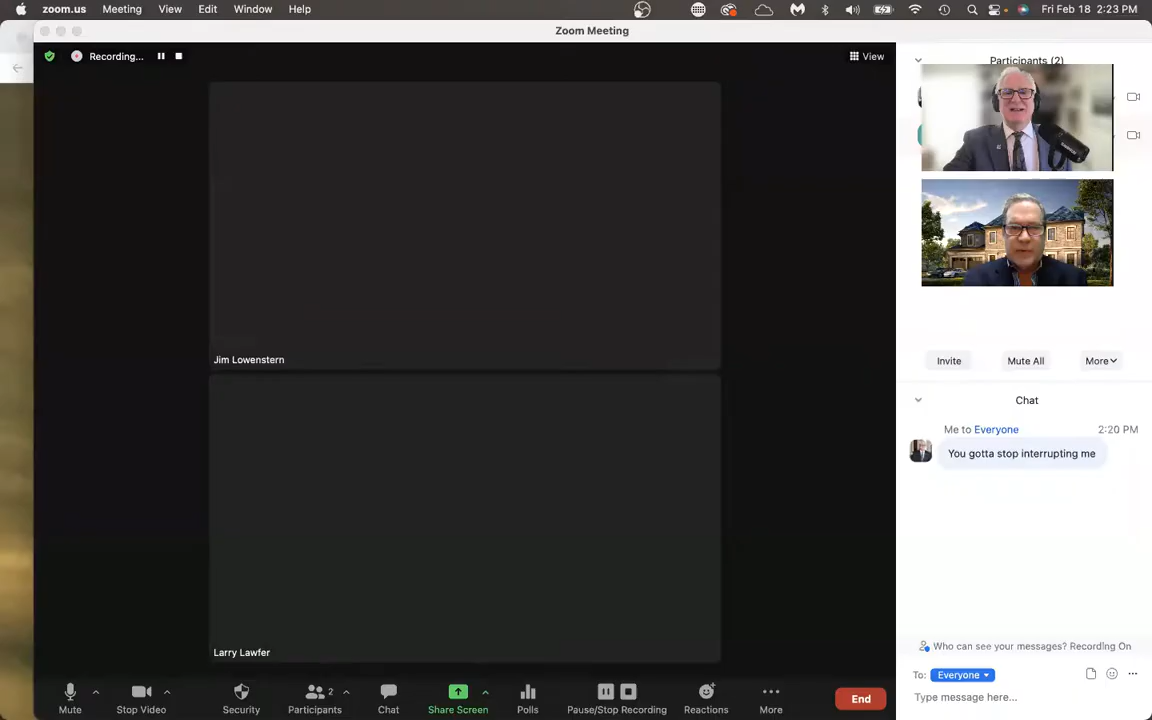 zoom.us Meeting View Edit Window Help Fri Feb 18 2:23 PM
Zoom Meeting
Recording... View
Participants (2)
Jim Lowenstern
Invite Mute All More
Chat
Me to Everyone 2:20 PM
You gotta stop interrupting me
Larry Lawfer
Who can see your messages? Recording On
To: Everyone
Type message here...
Mute Stop Video Security Participants 2 Chat Share Screen Polls Pause/Stop Recording Reactions More End